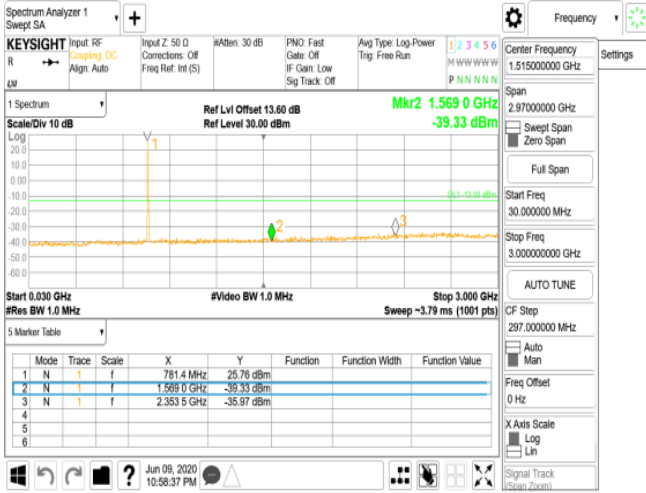 Spectrum Analyzer 1
Swept SA
+
Frequency
KEYSIGHT
Input: RF
Coupling: DC
Align: Auto
Input Z: 50 Ω
Corrections: Off
Freq Ref: Int (S)
#Atten: 30 dB
PNO: Fast
Gate: Off
IF Gain: Low
Sig Track: Off
Avg Type: Log-Power
Trig: Free Run
1 2 3 4 5 6
M W W W W W
P N N N N N
R
LXI
1 Spectrum
Scale/Div 10 dB
Ref Lvl Offset 13.60 dB
Ref Level 30.00 dBm
Mkr2 1.569 0 GHz
-39.33 dBm
Log
20.0
10.0
0.00
-10.0
-20.0
-30.0
-40.0
-50.0
-60.0
1
2
3
DL1 -13.00 dBm
Start 0.030 GHz
#Video BW 1.0 MHz
Stop 3.000 GHz
#Res BW 1.0 MHz
Sweep ~3.79 ms (1001 pts)
5 Marker Table
Mode Trace Scale X Y Function Function Width Function Value
1 N 1 f 781.4 MHz 25.76 dBm
2 N 1 f 1.569 0 GHz -39.33 dBm
3 N 1 f 2.353 5 GHz -35.97 dBm
4
5
6
?
Jun 09, 2020
10:58:37 PM
Center Frequency
1.515000000 GHz
Settings
Span
2.97000000 GHz
Swept Span
Zero Span
Full Span
Start Freq
30.000000 MHz
Stop Freq
3.000000000 GHz
AUTO TUNE
CF Step
297.000000 MHz
Auto
Man
Freq Offset
0 Hz
X Axis Scale
Log
Lin
Signal Track
(Span Zoom)